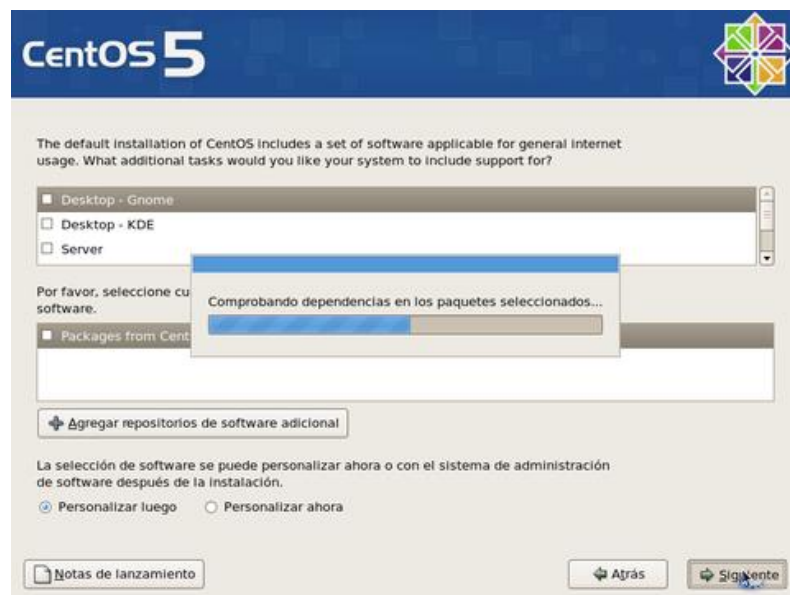 CentOS 5
The default installation of CentOS includes a set of software applicable for general internet
usage. What additional tasks would you like your system to include support for?
Desktop - Gnome
Desktop - KDE
Server
Por favor, seleccione cu
software.
Comprobando dependencias en los paquetes seleccionados...
Packages from Cent
Agregar repositorios de software adicional
La selección de software se puede personalizar ahora o con el sistema de administración
de software después de la instalación.
Personalizar luego Personalizar ahora
Notas de lanzamiento Atrás Siguiente